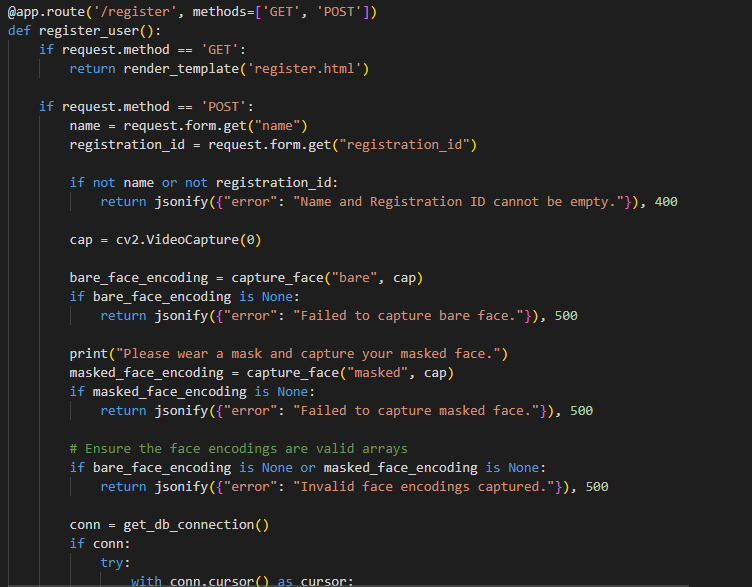 @app.route('/register', methods=['GET', 'POST'])
def register_user():
    if request.method == 'GET':
        return render_template('register.html')

    if request.method == 'POST':
        name = request.form.get("name")
        registration_id = request.form.get("registration_id")

        if not name or not registration_id:
            return jsonify({"error": "Name and Registration ID cannot be empty."}), 400

        cap = cv2.VideoCapture(0)

        bare_face_encoding = capture_face("bare", cap)
        if bare_face_encoding is None:
            return jsonify({"error": "Failed to capture bare face."}), 500

        print("Please wear a mask and capture your masked face.")
        masked_face_encoding = capture_face("masked", cap)
        if masked_face_encoding is None:
            return jsonify({"error": "Failed to capture masked face."}), 500

        # Ensure the face encodings are valid arrays
        if bare_face_encoding is None or masked_face_encoding is None:
            return jsonify({"error": "Invalid face encodings captured."}), 500

        conn = get_db_connection()
        if conn:
            try:
                with conn.cursor() as cursor: